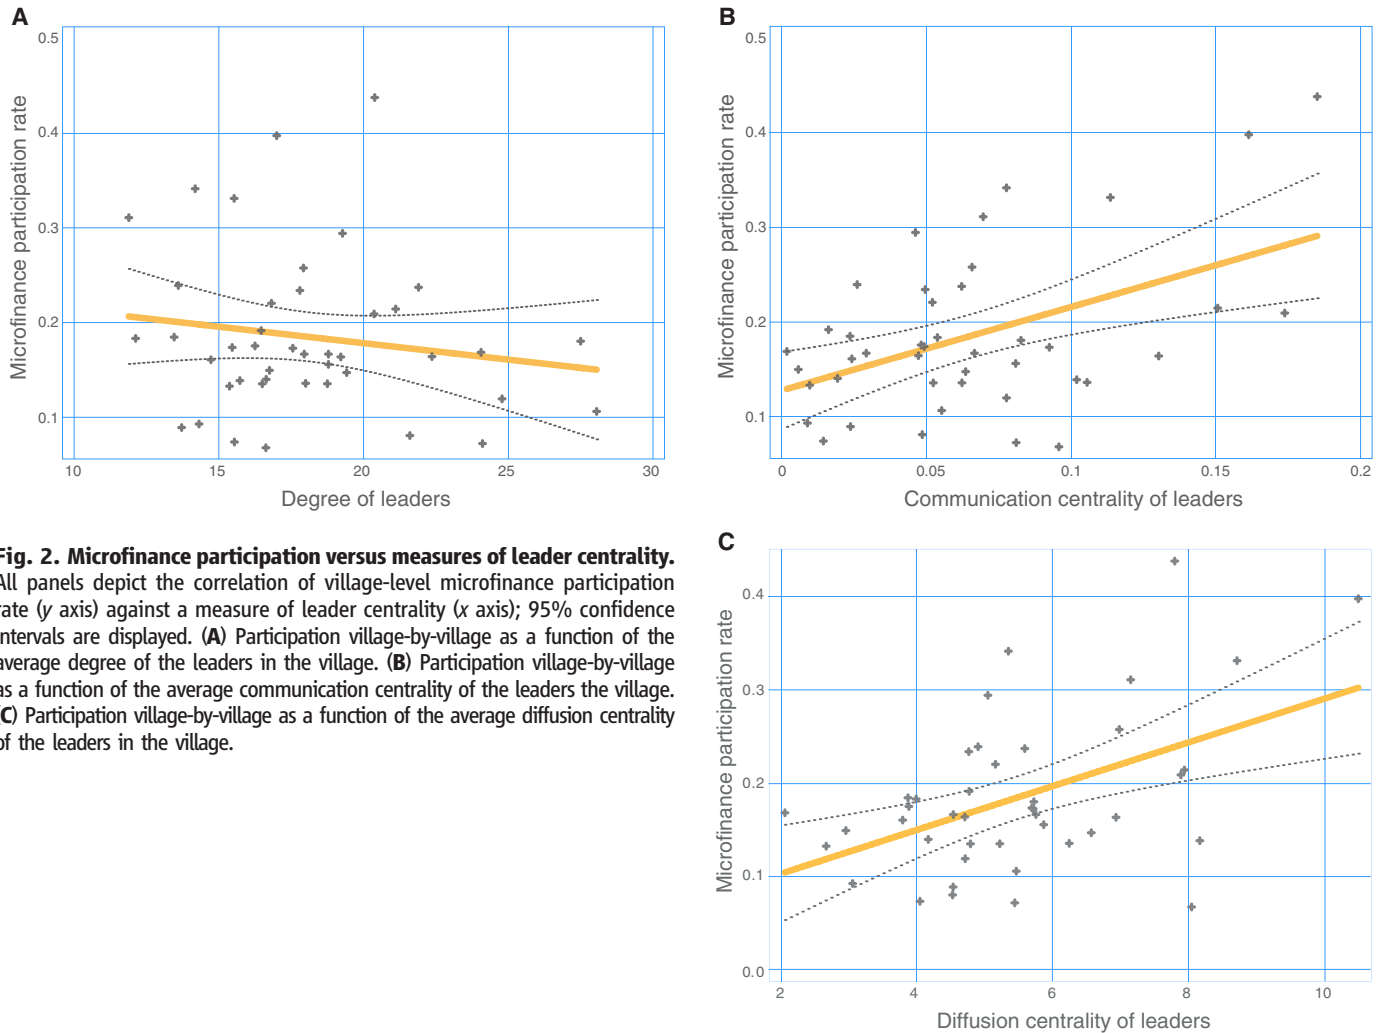 A
Microfinance participation rate
0.5
0.4
0.3
0.2
0.1
10
15
20
25
30
Degree of leaders
B
Microfinance participation rate
0.5
0.4
0.3
0.2
0.1
0
0.05
0.1
0.15
0.2
Communication centrality of leaders
Fig. 2. Microfinance participation versus measures of leader centrality.
All panels depict the correlation of village-level microfinance participation
rate (y axis) against a measure of leader centrality (x axis); 95% confidence
intervals are displayed. (A) Participation village-by-village as a function of the
average degree of the leaders in the village. (B) Participation village-by-village
as a function of the average communication centrality of the leaders the village.
(C) Participation village-by-village as a function of the average diffusion centrality
of the leaders in the village.
C
Microfinance participation rate
0.4
0.3
0.2
0.1
0.0
2
4
6
8
10
Diffusion centrality of leaders